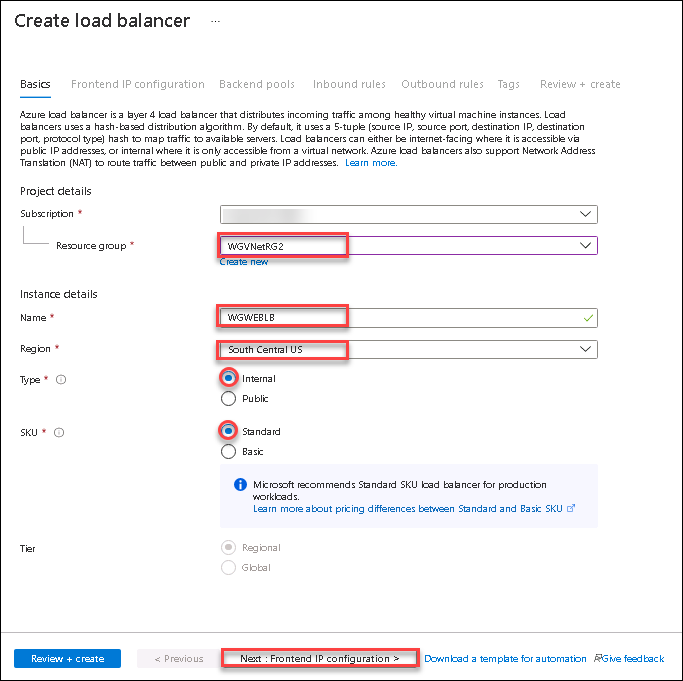 Create load balancer ...
Basics Frontend IP configuration Backend pools Inbound rules Outbound rules Tags Review + create
Azure load balancer is a layer 4 load balancer that distributes incoming traffic among healthy virtual machine instances. Load
balancers uses a hash-based distribution algorithm. By default, it uses a 5-tuple (source IP, source port, destination IP, destination
port, protocol type) hash to map traffic to available servers. Load balancers can either be internet-facing where it is accessible via
public IP addresses, or internal where it is only accessible from a virtual network. Azure load balancers also support Network Address
Translation (NAT) to route traffic between public and private IP addresses. Learn more.
Project details
Subscription *
Resource group * WGVNetRG2
Create new
Instance details
Name * WGWEBLB
Region * South Central US
Type * Internal
Public
SKU * Standard
Basic
Microsoft recommends Standard SKU load balancer for production
workloads.
Learn more about pricing differences between Standard and Basic SKU
Tier Regional
Global
Review + create < Previous Next : Frontend IP configuration > Download a template for automation Give feedback